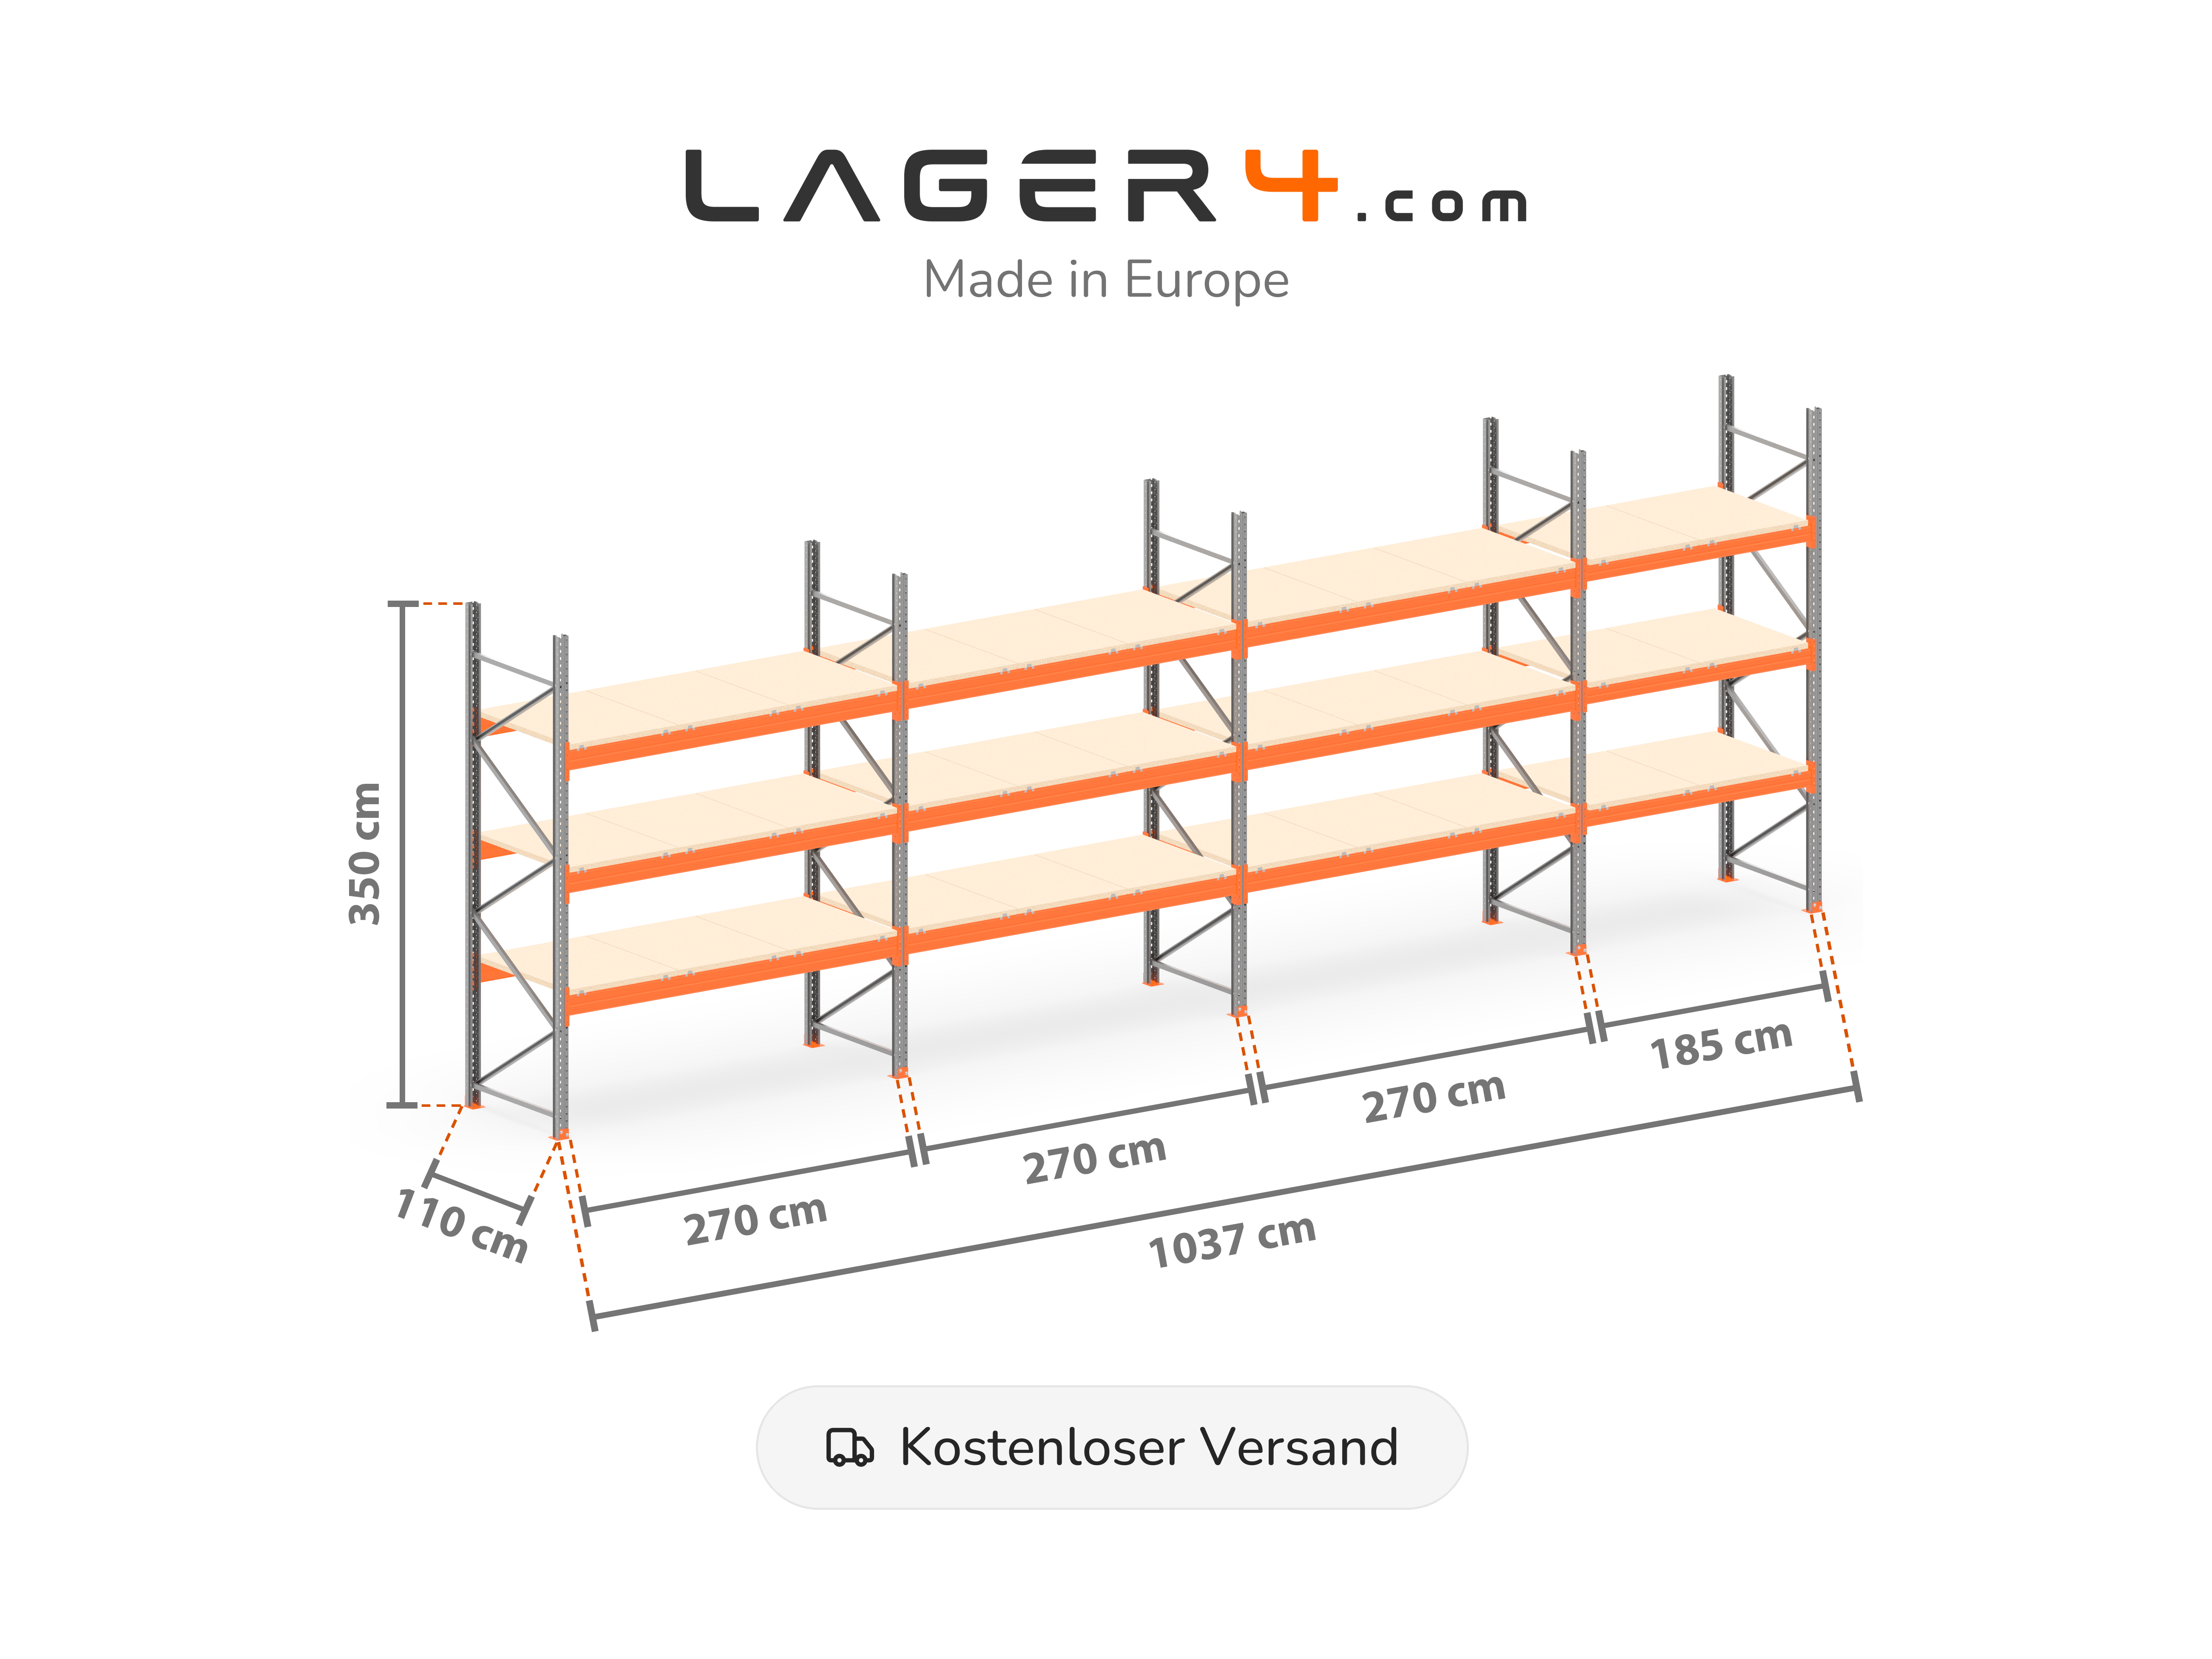 LAGER4.com
Made in Europe
350 cm
110 cm
270 cm
270 cm
270 cm
185 cm
1037 cm
Kostenloser Versand